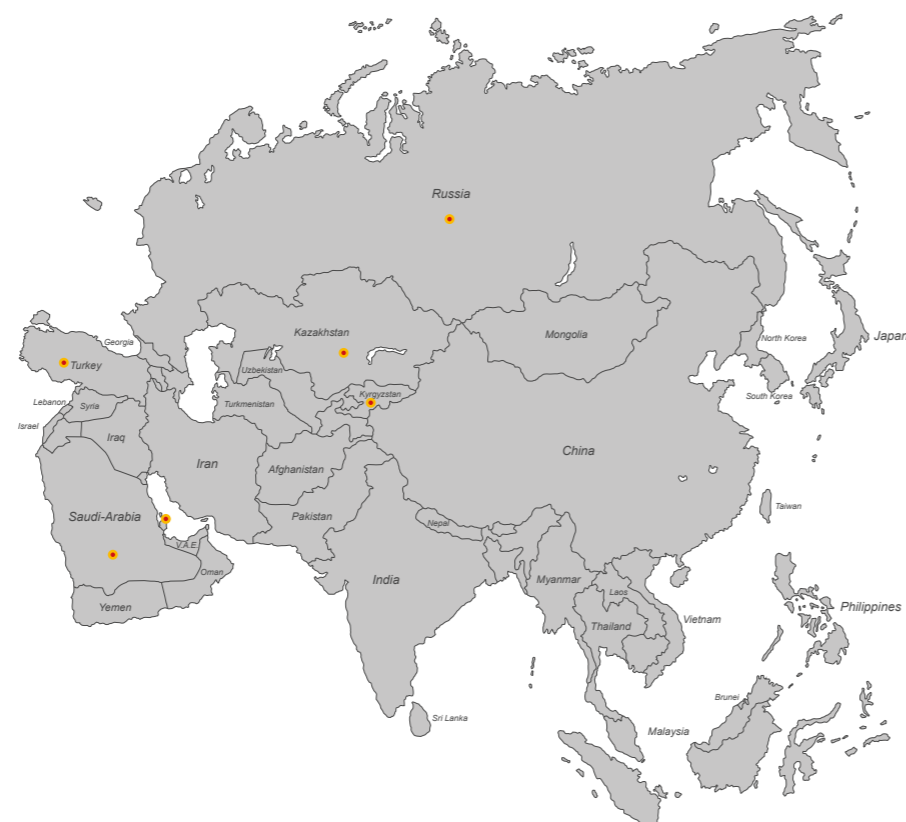 Russia
Kazakhstan
Mongolia
Georgia
North Korea
Japan
Turkey
Uzbekistan
Kyrgyzstan
South Korea
Lebanon
Syria
Turkmenistan
Israel
Iraq
China
Iran
Afghanistan
Taiwan
Saudi-Arabia
Pakistan
Nepal
V.A.E.
Oman
India
Myanmar
Laos
Yemen
Philippines
Thailand
Vietnam
Brunei
Sri Lanka
Malaysia